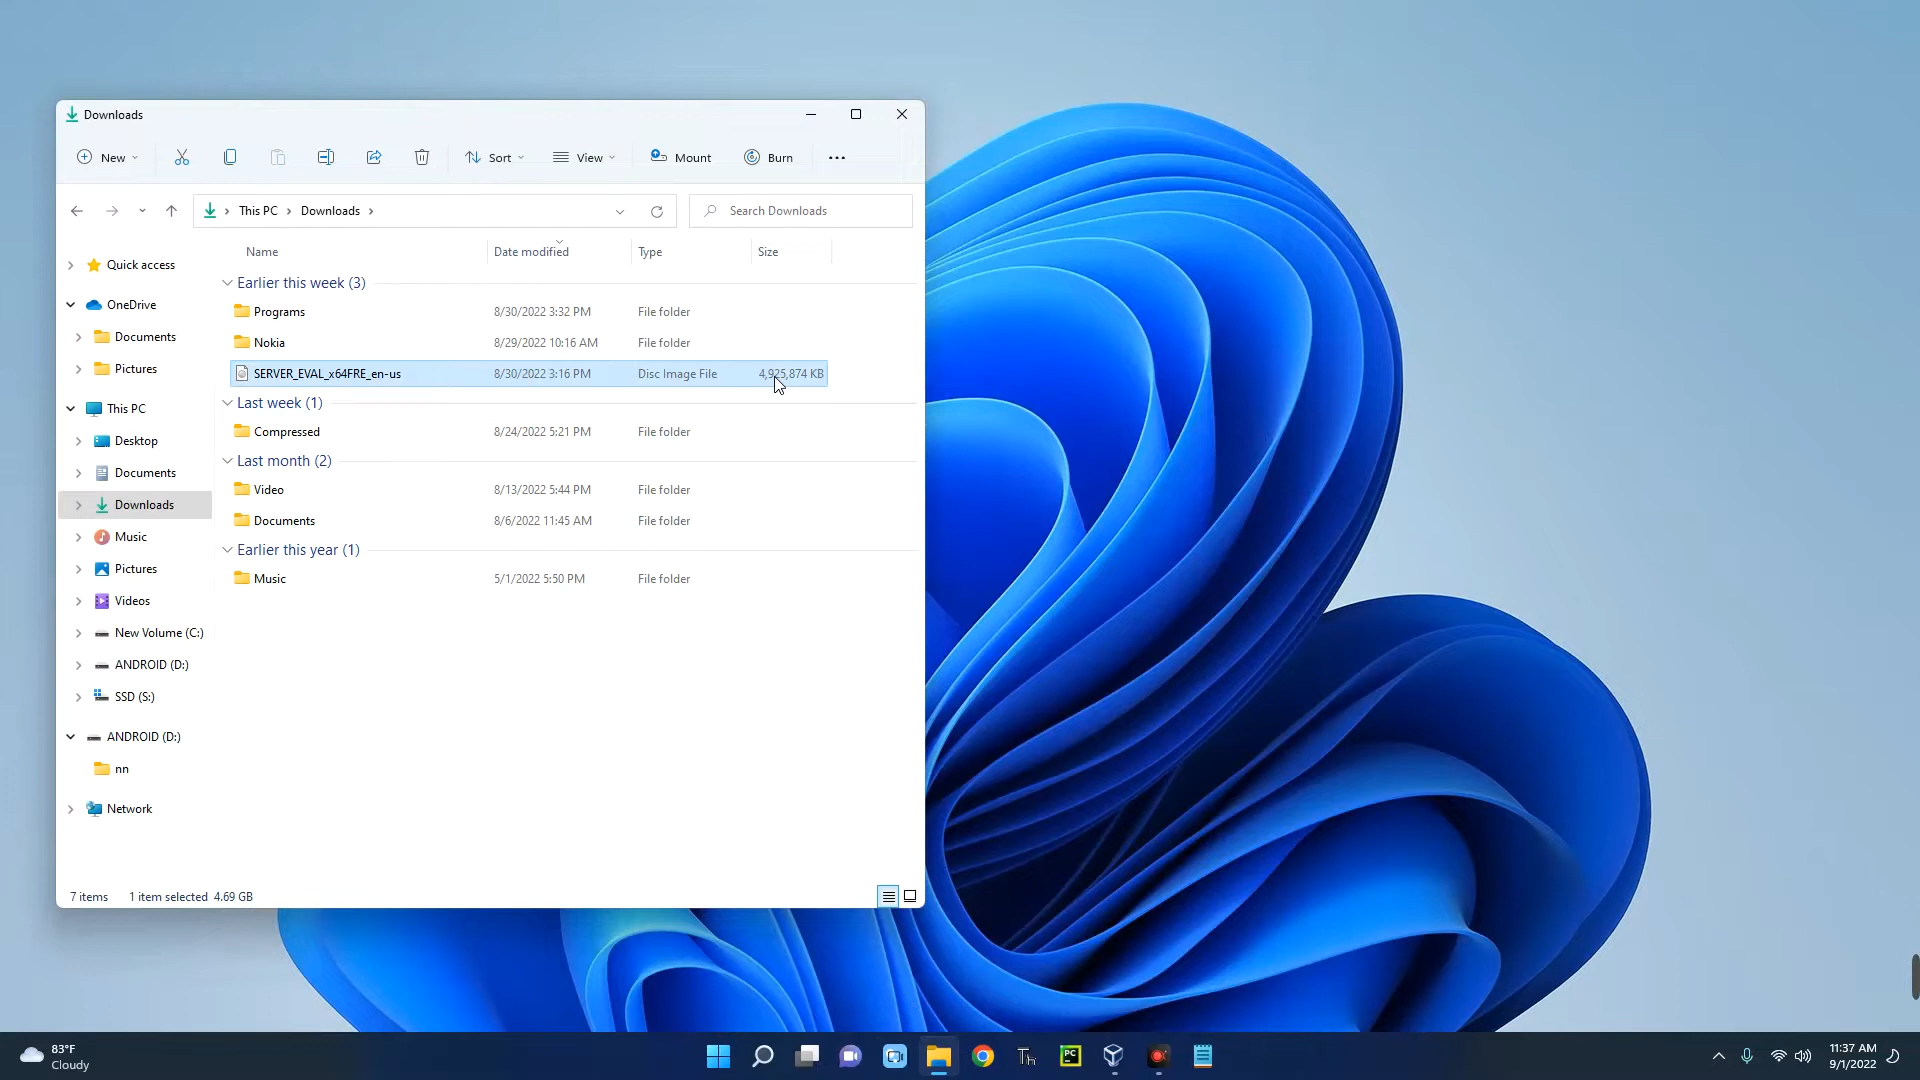 Downloads
New
Sort
View
Mount
Burn
This PC
Downloads
Search Downloads
Name
Date modified
Type
Size
Quick access
OneDrive
Documents
Pictures
This PC
Desktop
Documents
Downloads
Music
Pictures
Videos
New Volume (C:)
ANDROID (D:)
SSD (S:)
ANDROID (D:)
nn
Network
Earlier this week (3)
Programs 8/30/2022 3:32 PM File folder
Nokia 8/29/2022 10:16 AM File folder
SERVER_EVAL_x64FRE_en-us 8/30/2022 3:16 PM Disc Image File 4,925,874 KB
Last week (1)
Compressed 8/24/2022 5:21 PM File folder
Last month (2)
Video 8/13/2022 5:44 PM File folder
Documents 8/6/2022 11:45 AM File folder
Earlier this year (1)
Music 5/1/2022 5:50 PM File folder
7 items 1 item selected 4.69 GB
83°F
Cloudy
Th
PC
11:37 AM
9/1/2022